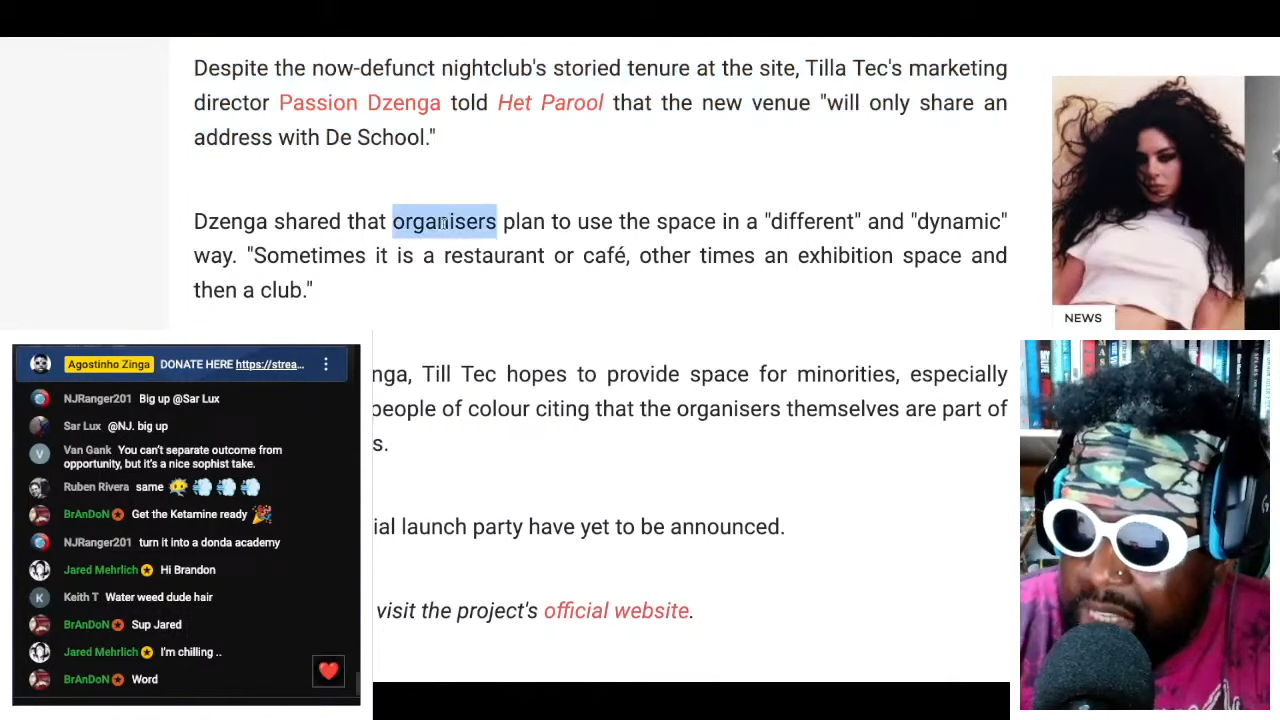 Despite the now-defunct nightclub's storied tenure at the site, Tilla Tec's marketing
director Passion Dzenga told Het Parool that the new venue "will only share an
address with De School."
Dzenga shared that organisers plan to use the space in a "different" and "dynamic"
way. "Sometimes it is a restaurant or café, other times an exhibition space and
then a club."
nga, Till Tec hopes to provide space for minorities, especially
people of colour citing that the organisers themselves are part of
s.
ial launch party have yet to be announced.
visit the project's official website.
NEWS
Agostinho Zinga DONATE HERE https://strea...
NJRanger201 Big up @Sar Lux
Sar Lux @NJ. big up
Van Gank You can't separate outcome from
opportunity, but it's a nice sophist take.
Ruben Rivera same
BrAnDoN Get the Ketamine ready
NJRanger201 turn it into a donda academy
Jared Mehrlich Hi Brandon
K Keith T Water weed dude hair
BrAnDoN Sup Jared
Jared Mehrlich I'm chilling ..
BrAnDoN Word